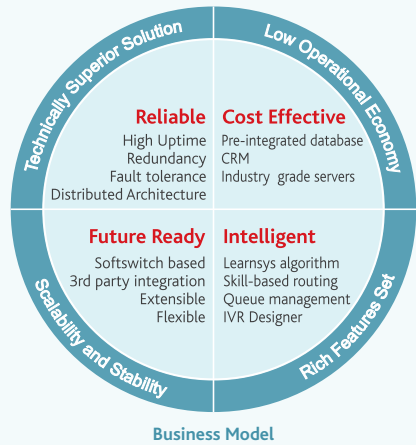 Technically Superior Solution
Low Operational Economy
Reliable
High Uptime
Redundancy
Fault tolerance
Distributed Architecture
Cost Effective
Pre-integrated database
CRM
Industry grade servers
Future Ready
Softswitch based
3rd party integration
Extensible
Flexible
Intelligent
Learnsys algorithm
Skill-based routing
Queue management
IVR Designer
Scalability and Stability
Rich Features Set
Business Model